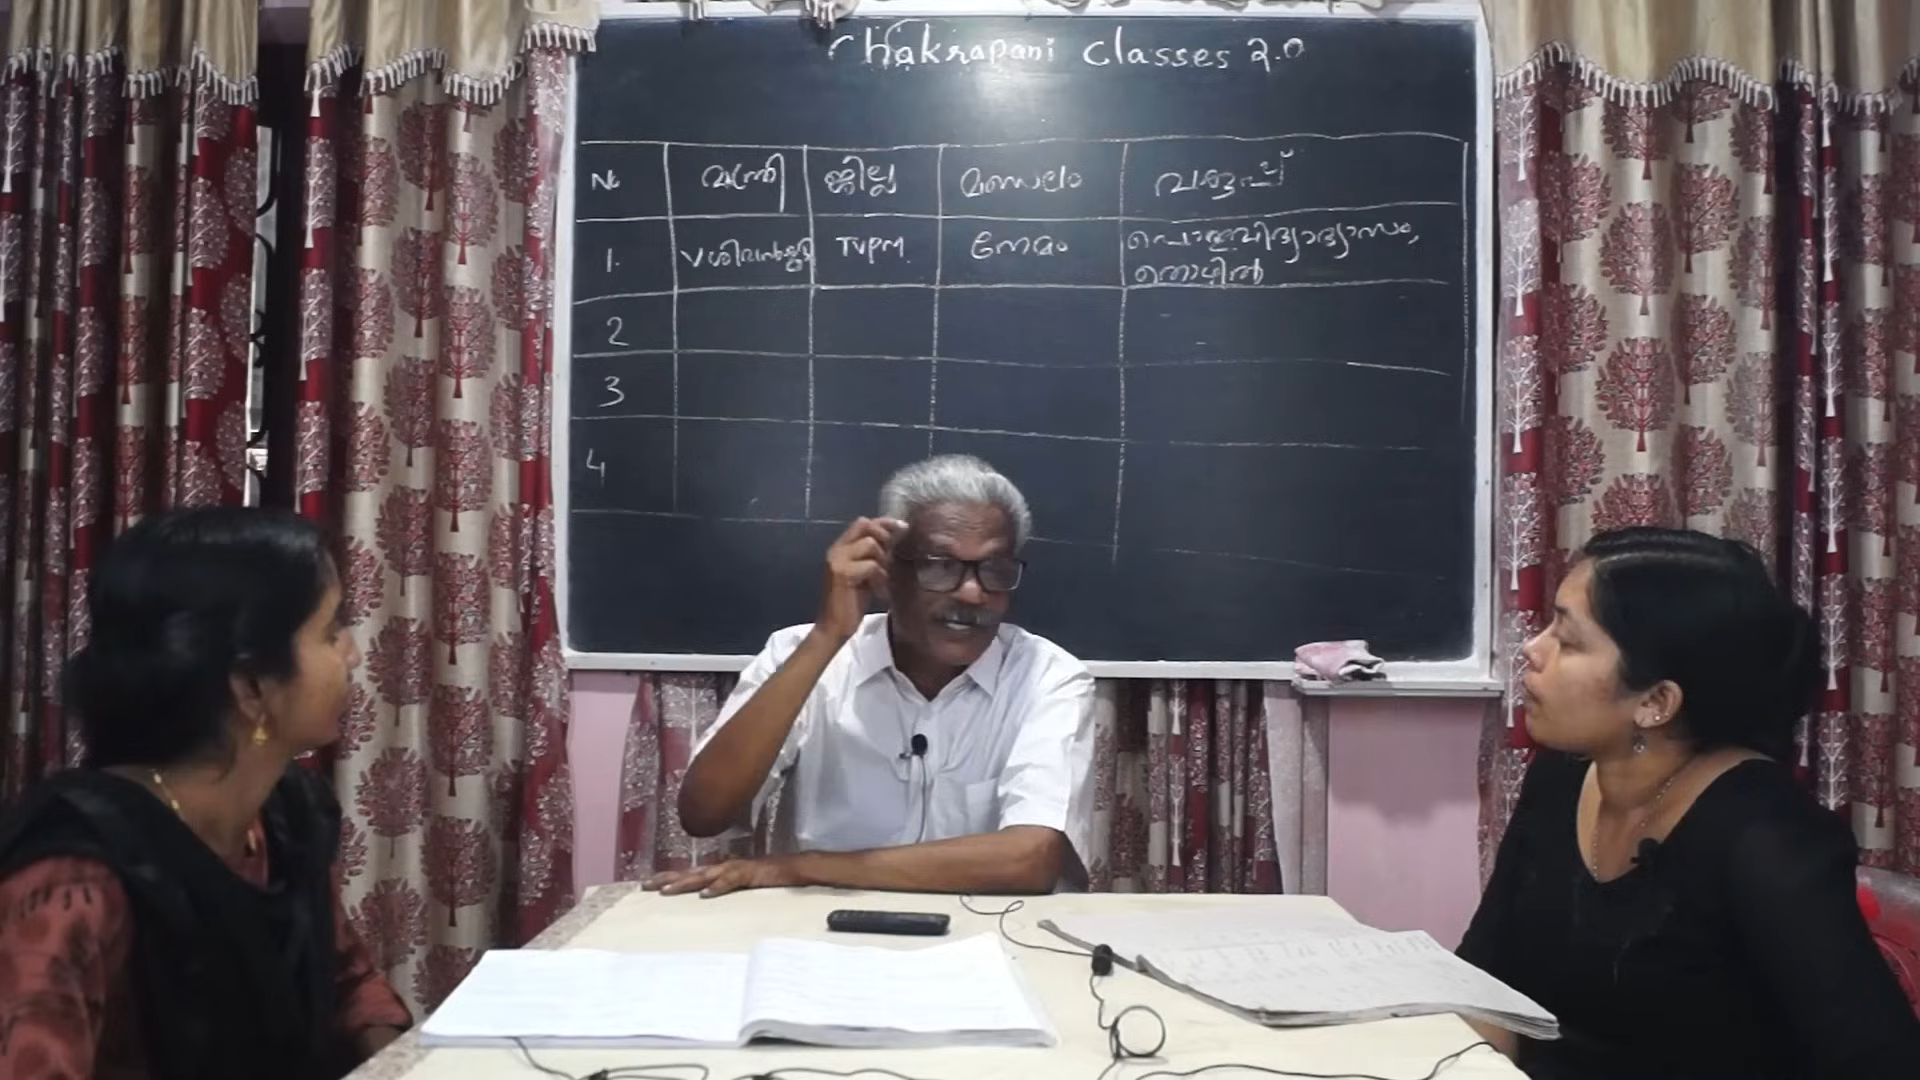 Chakrapani Classes 2.0
No മന്ത്രി ജില്ല മണ്ഡലം വകുപ്പ്
1. V ശിവൻകുട്ടി TVPM. നേമം പൊതുവിദ്യാഭ്യാസം,
തൊഴിൽ
2
3
4